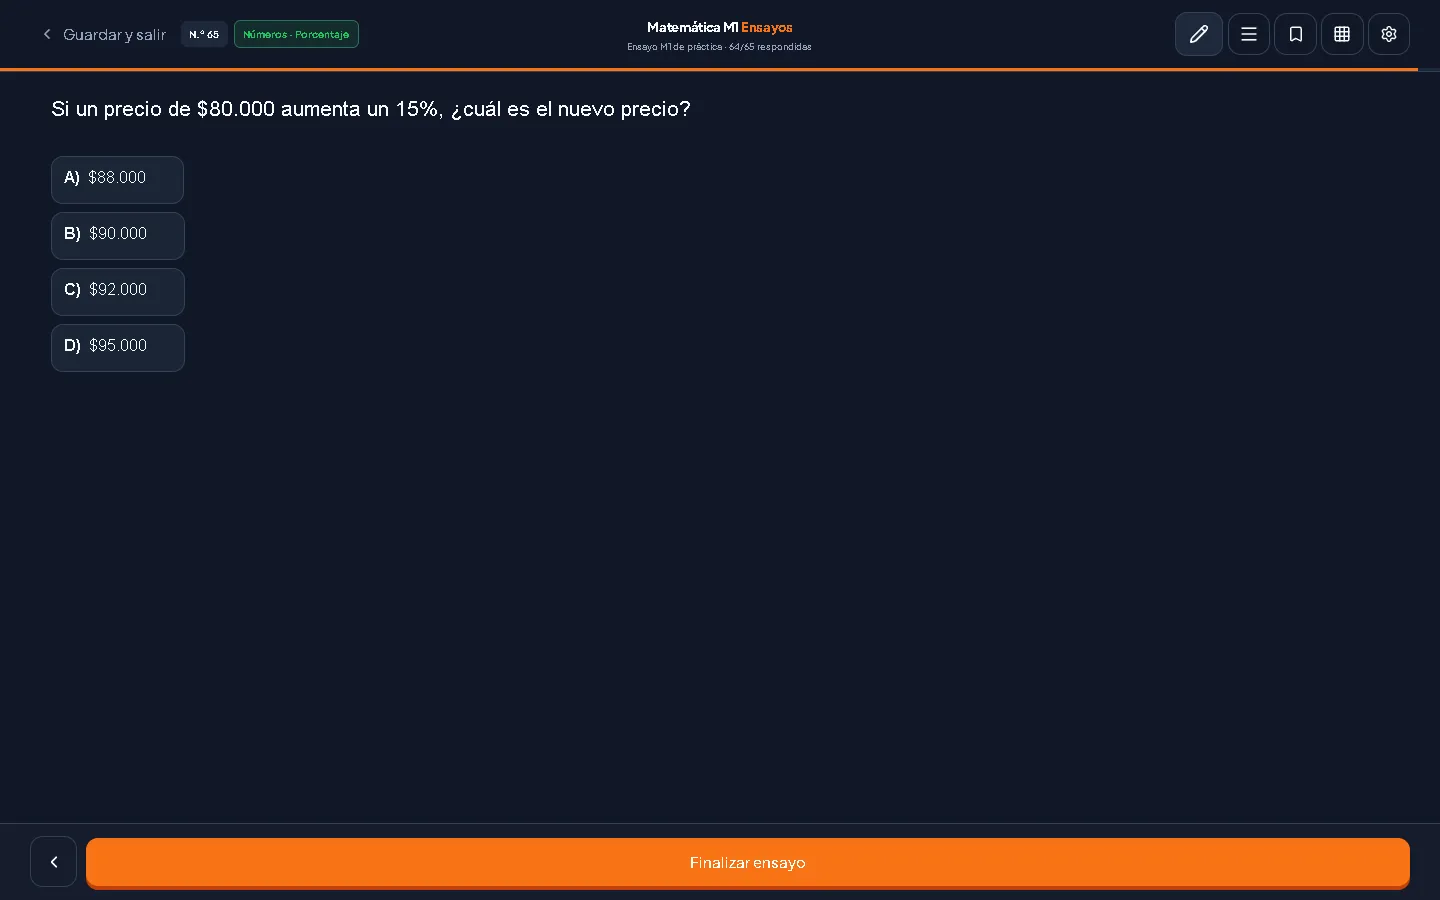 Guardar y salir
N.º 65
Números · Porcentaje
Matemática M1 Ensayos
Ensayo M1 de práctica · 64/65 respondidas
Si un precio de $80.000 aumenta un 15%, ¿cuál es el nuevo precio?
A) $88.000
B) $90.000
C) $92.000
D) $95.000
Finalizar ensayo